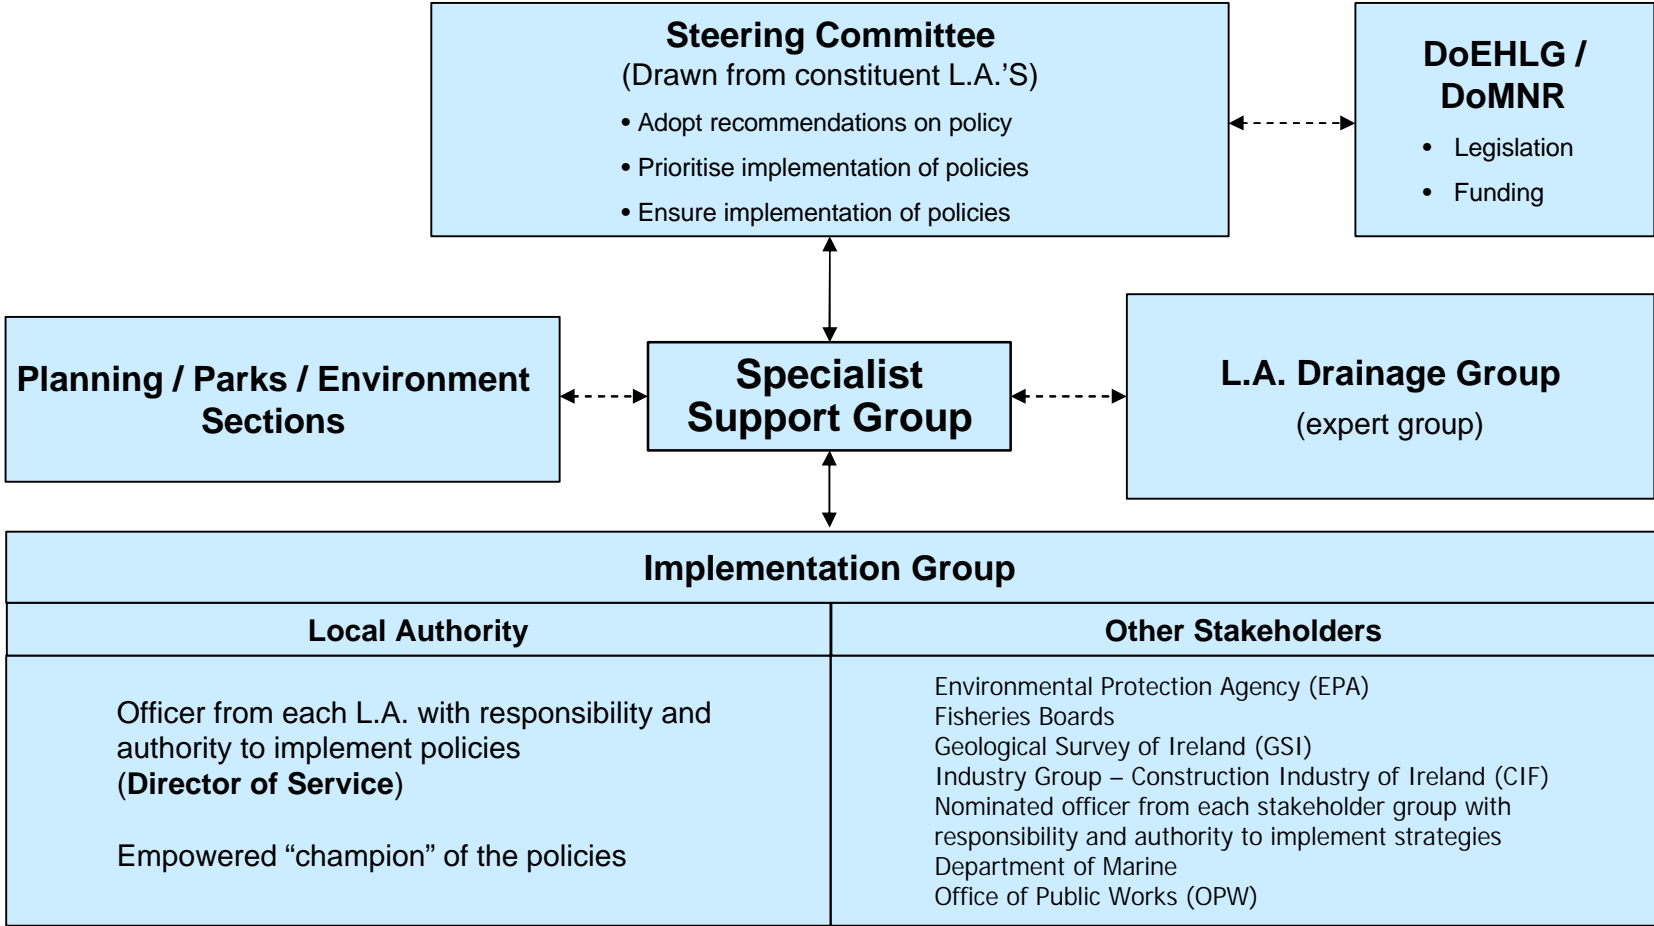 Steering Committee
(Drawn from constituent L.A.’S)
• Adopt recommendations on policy
• Prioritise implementation of policies
• Ensure implementation of policies
DoEHLG /
DoMNR
• Legislation
• Funding
Planning / Parks / Environment
Sections
Specialist
Support Group
L.A. Drainage Group
(expert group)
Implementation Group
Local Authority
Officer from each L.A. with responsibility and
authority to implement policies
(Director of Service)
Empowered “champion” of the policies
Other Stakeholders
Environmental Protection Agency (EPA)
Fisheries Boards
Geological Survey of Ireland (GSI)
Industry Group – Construction Industry of Ireland (CIF)
Nominated officer from each stakeholder group with
responsibility and authority to implement strategies
Department of Marine
Office of Public Works (OPW)